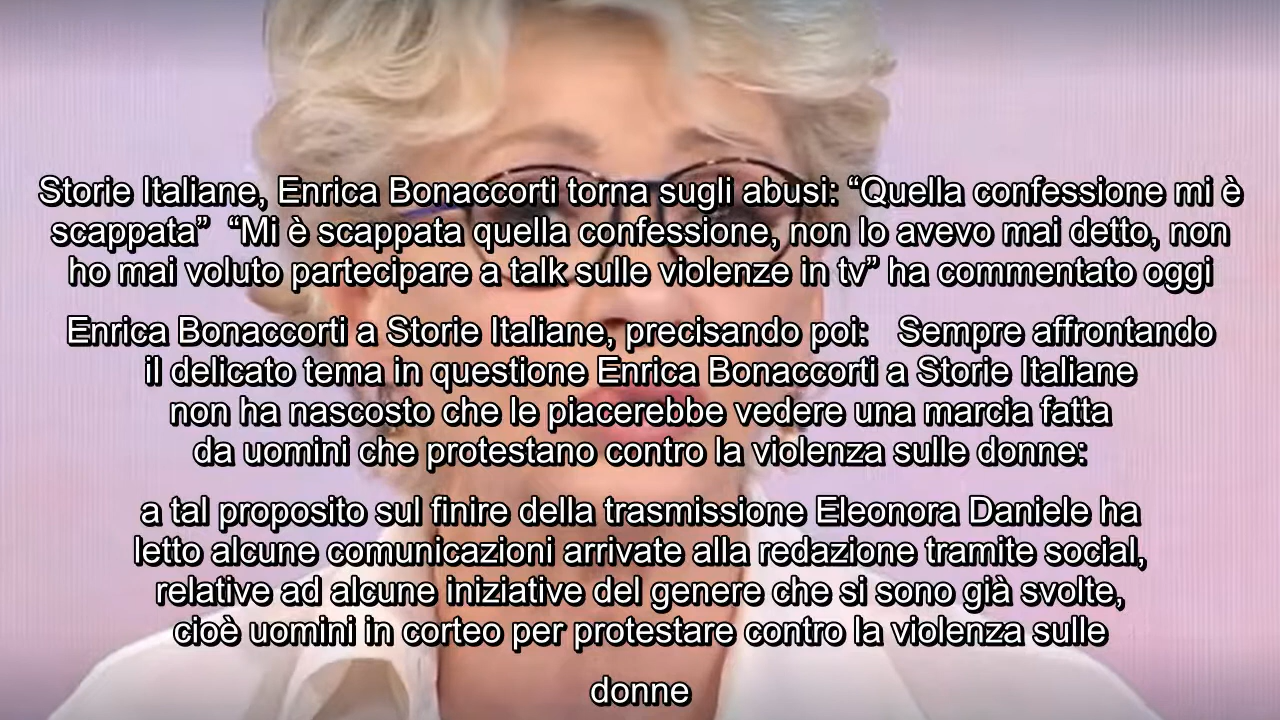 Storie Italiane, Enrica Bonaccorti torna sugli abusi: “Quella confessione mi è
scappata”  “Mi è scappata quella confessione, non lo avevo mai detto, non
ho mai voluto partecipare a talk sulle violenze in tv” ha commentato oggi
Enrica Bonaccorti a Storie Italiane, precisando poi:   Sempre affrontando
il delicato tema in questione Enrica Bonaccorti a Storie Italiane
non ha nascosto che le piacerebbe vedere una marcia fatta
da uomini che protestano contro la violenza sulle donne:
a tal proposito sul finire della trasmissione Eleonora Daniele ha
letto alcune comunicazioni arrivate alla redazione tramite social,
relative ad alcune iniziative del genere che si sono già svolte,
cioè uomini in corteo per protestare contro la violenza sulle
donne